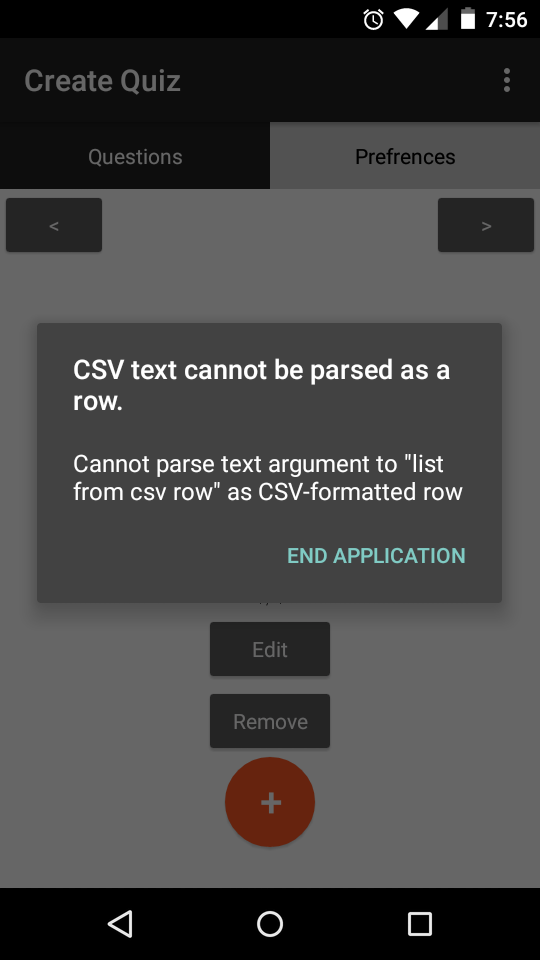 7:56
Create Quiz
Questions
Prefrences
<
>
CSV text cannot be parsed as a
row.
Cannot parse text argument to "list
from csv row" as CSV-formatted row
END APPLICATION
Edit
Remove
+